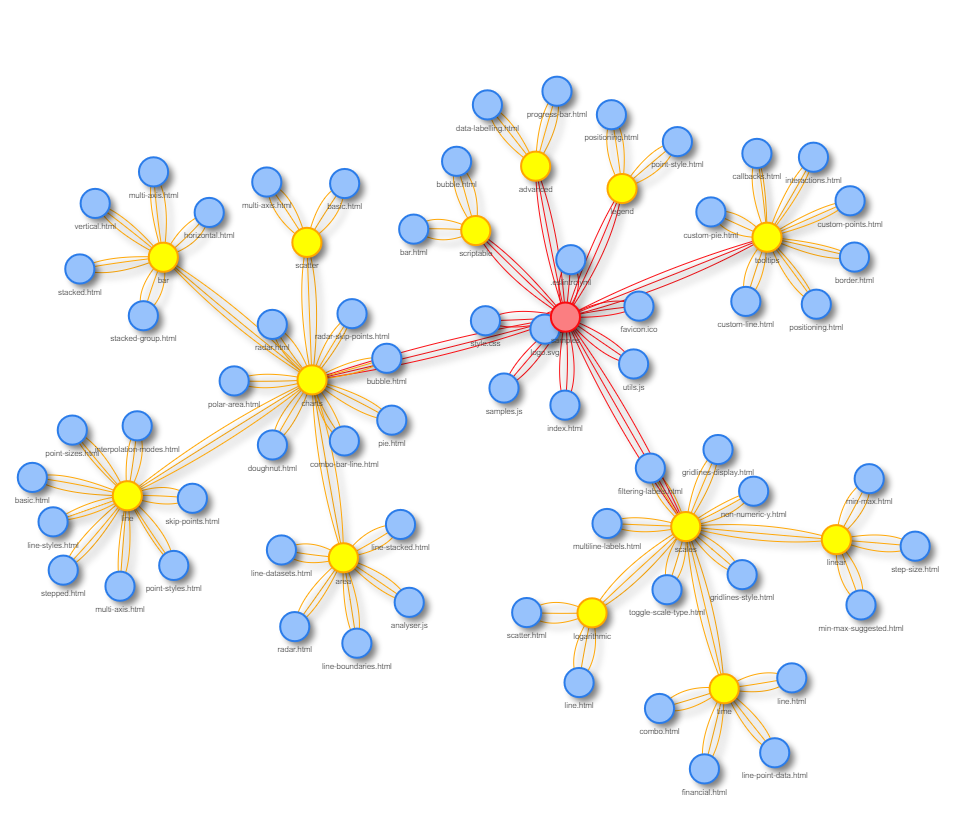 progress-bar.html
data-labelling.html
positioning.html
point-style.html
callbacks.html
interactions.html
bubble.html
advanced
multi-axis.html
multi-axis.html
basic.html
legend
vertical.html
horizontal.html
custom-pie.html
custom-points.html
bar.html
scriptable
tooltips
scatter
bar
border.html
stacked.html
.eslintrc.yml
custom-line.html
positioning.html
favicon.ico
stacked-group.html
radar-skip-points.html
radar.html
style.css
samples
logo.svg
bubble.html
utils.js
polar-area.html
charts
samples.js
index.html
pie.html
point-sizes.html
interpolation-modes.html
doughnut.html
combo-bar-line.html
gridlines-display.html
filtering-labels.html
basic.html
min-max.html
non-numeric-y.html
line
skip-points.html
line-styles.html
line-stacked.html
multiline-labels.html
scales
linear
step-size.html
line-datasets.html
area
stepped.html
point-styles.html
gridlines-style.html
multi-axis.html
toggle-scale-type.html
analyser.js
min-max-suggested.html
scatter.html
logarithmic
radar.html
line-boundaries.html
line.html
line.html
time
combo.html
line-point-data.html
financial.html